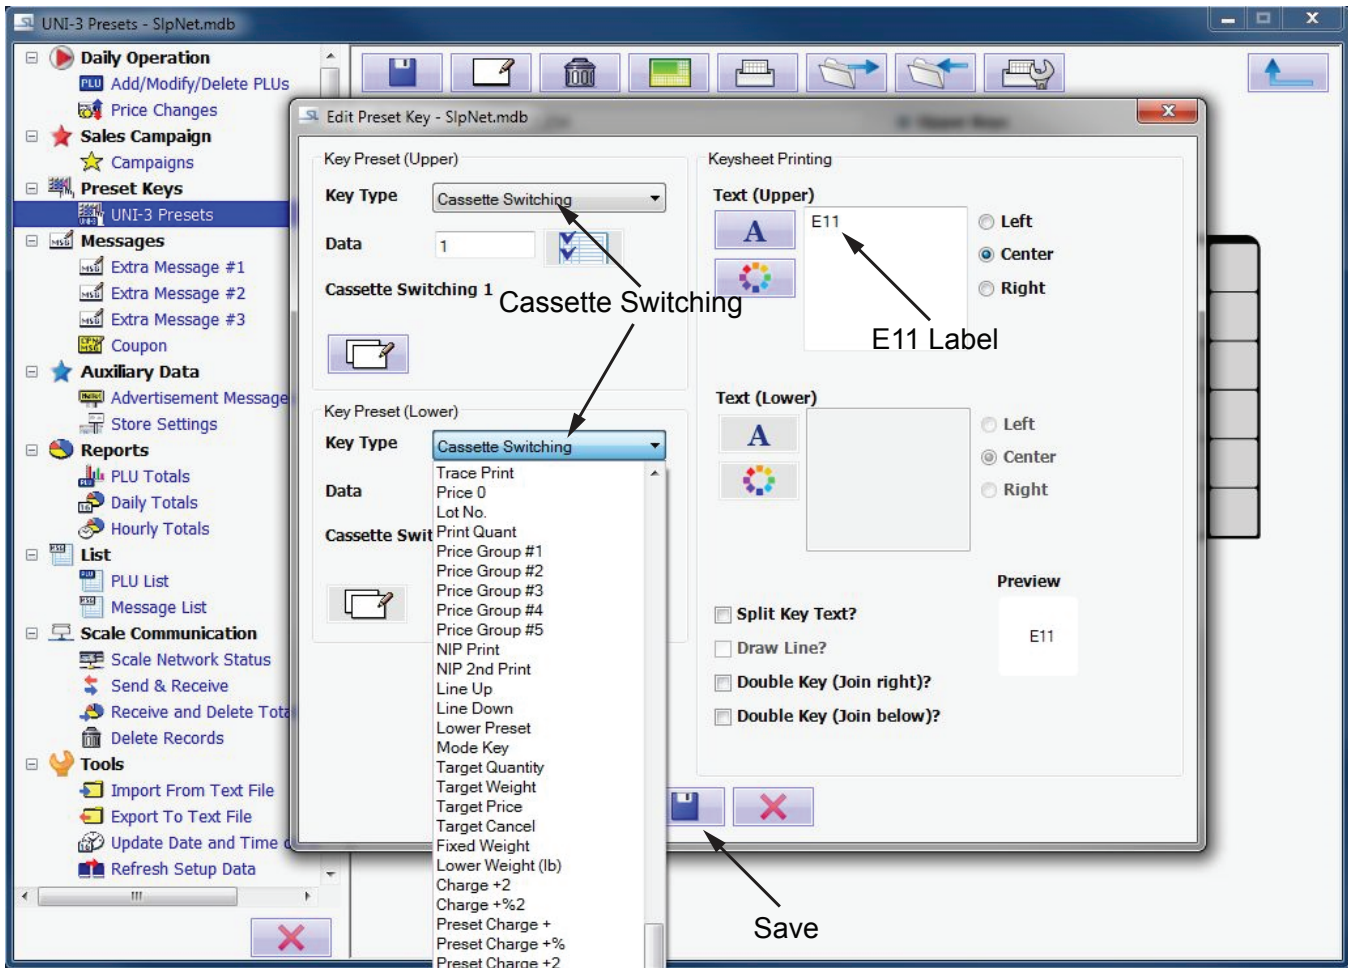 UNI-3 Presets - SlpNet.mdb
Daily Operation
Add/Modify/Delete PLUs
Price Changes
Sales Campaign
Campaigns
Preset Keys
UNI-3 Presets
Messages
Extra Message #1
Extra Message #2
Extra Message #3
Coupon
Auxiliary Data
Advertisement Message
Store Settings
Reports
PLU Totals
Daily Totals
Hourly Totals
List
PLU List
Message List
Scale Communication
Scale Network Status
Send & Receive
Receive and Delete Tota
Delete Records
Tools
Import From Text File
Export To Text File
Update Date and Time o
Refresh Setup Data
Edit Preset Key - SlpNet.mdb
Key Preset (Upper)
Key Type
Cassette Switching
Data
1
Cassette Switching 1
Cassette Switching
Key Preset (Lower)
Key Type
Cassette Switching
Data
Cassette Swit
Trace Print
Price 0
Lot No.
Print Quant
Price Group #1
Price Group #2
Price Group #3
Price Group #4
Price Group #5
NIP Print
NIP 2nd Print
Line Up
Line Down
Lower Preset
Mode Key
Target Quantity
Target Weight
Target Price
Target Cancel
Fixed Weight
Lower Weight (lb)
Charge +2
Charge +%2
Preset Charge +
Preset Charge +%
Preset Charge +2
Keysheet Printing
Text (Upper)
A
E11
Left
Center
Right
E11 Label
Text (Lower)
A
Left
Center
Right
Preview
E11
Split Key Text?
Draw Line?
Double Key (Join right)?
Double Key (Join below)?
Save